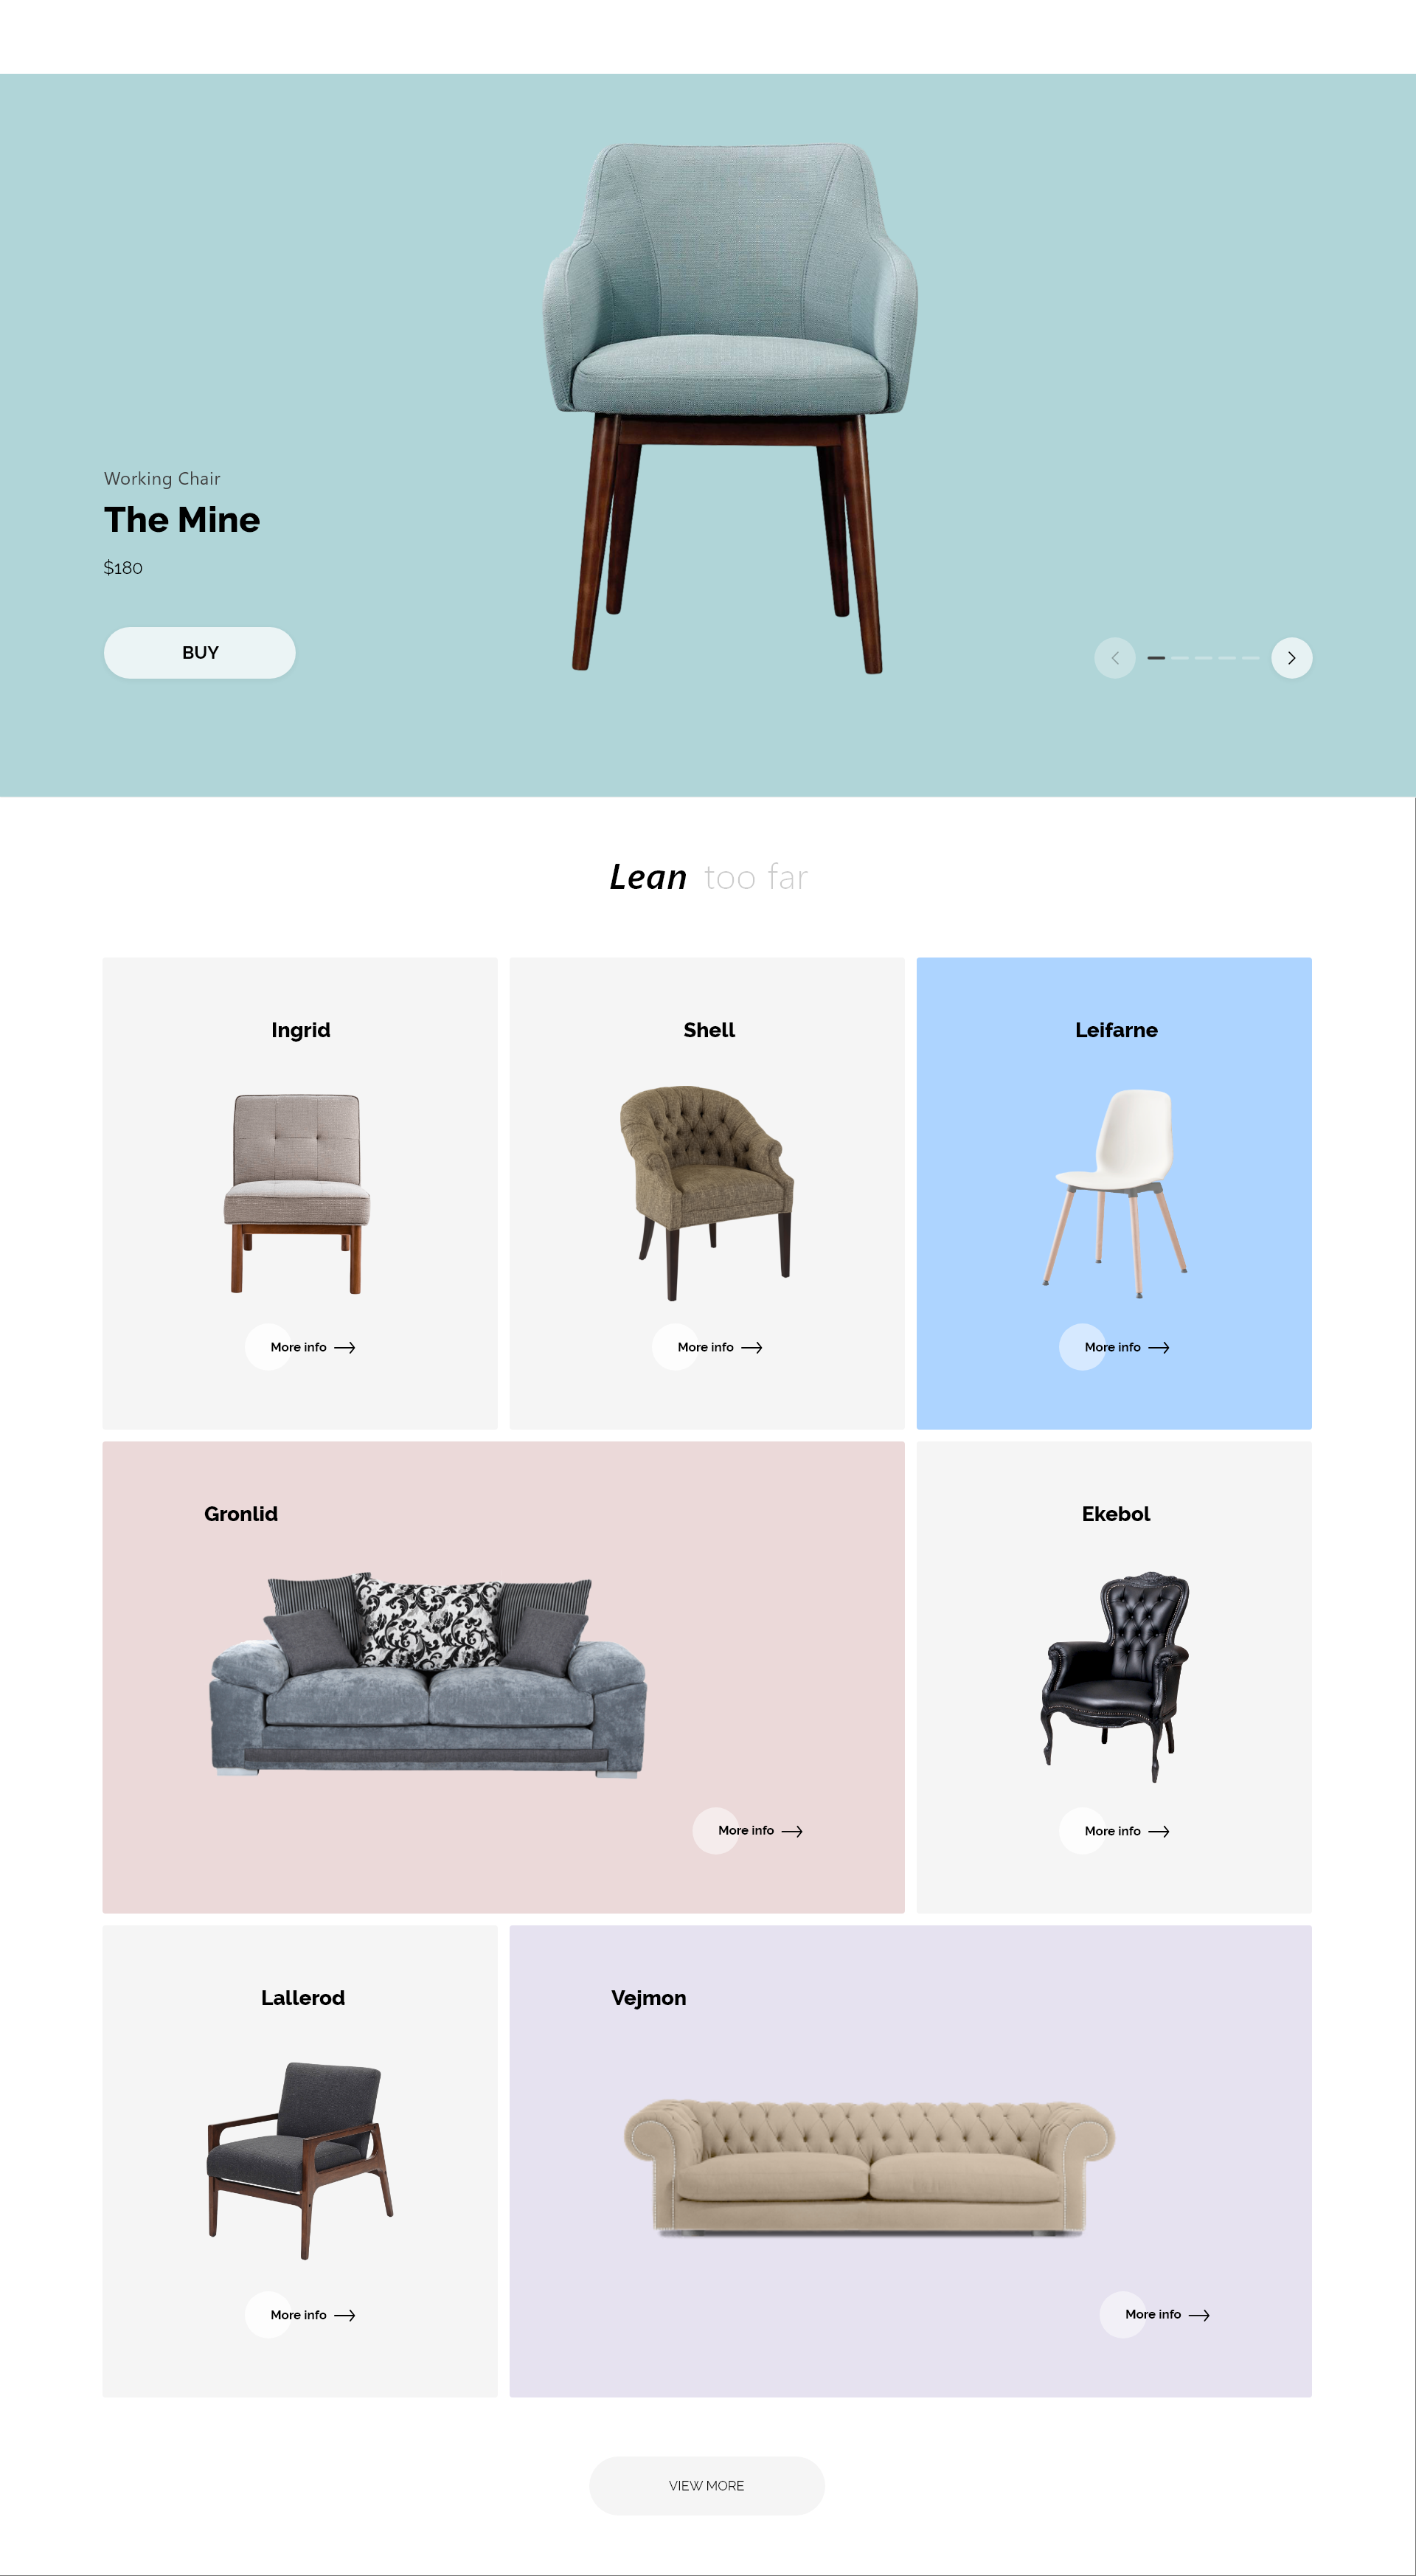 Working Chair
The Mine
$180
BUY
Lean too far
Ingrid
Shell
Leifarne
More info
More info
More info
Gronlid
Ekebol
More info
More info
Lallerod
Vejmon
More info
More info
VIEW MORE